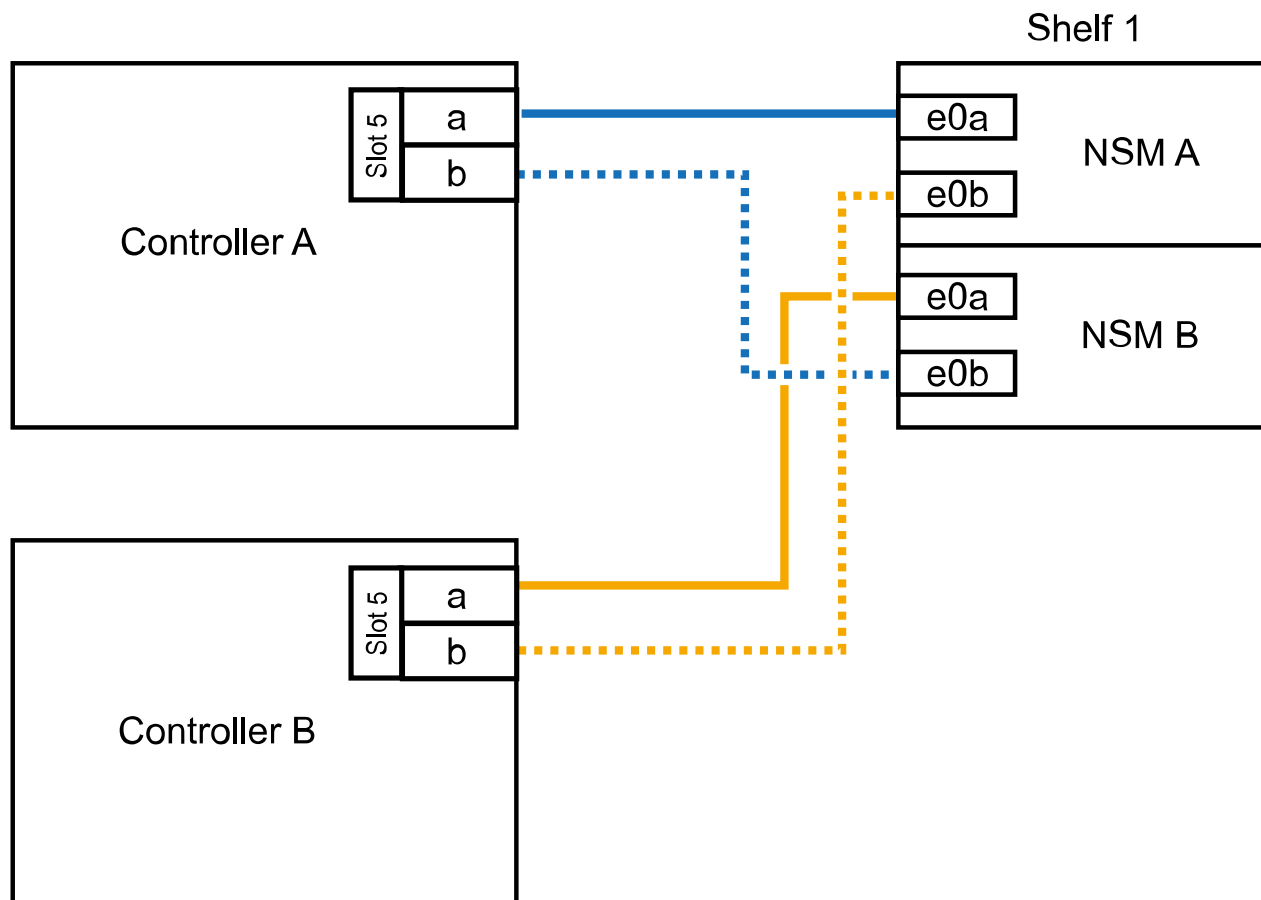 Shelf 1
Slot 5
a
b
Controller A
e0a
e0b
NSM A
e0a
e0b
NSM B
Slot 5
a
b
Controller B